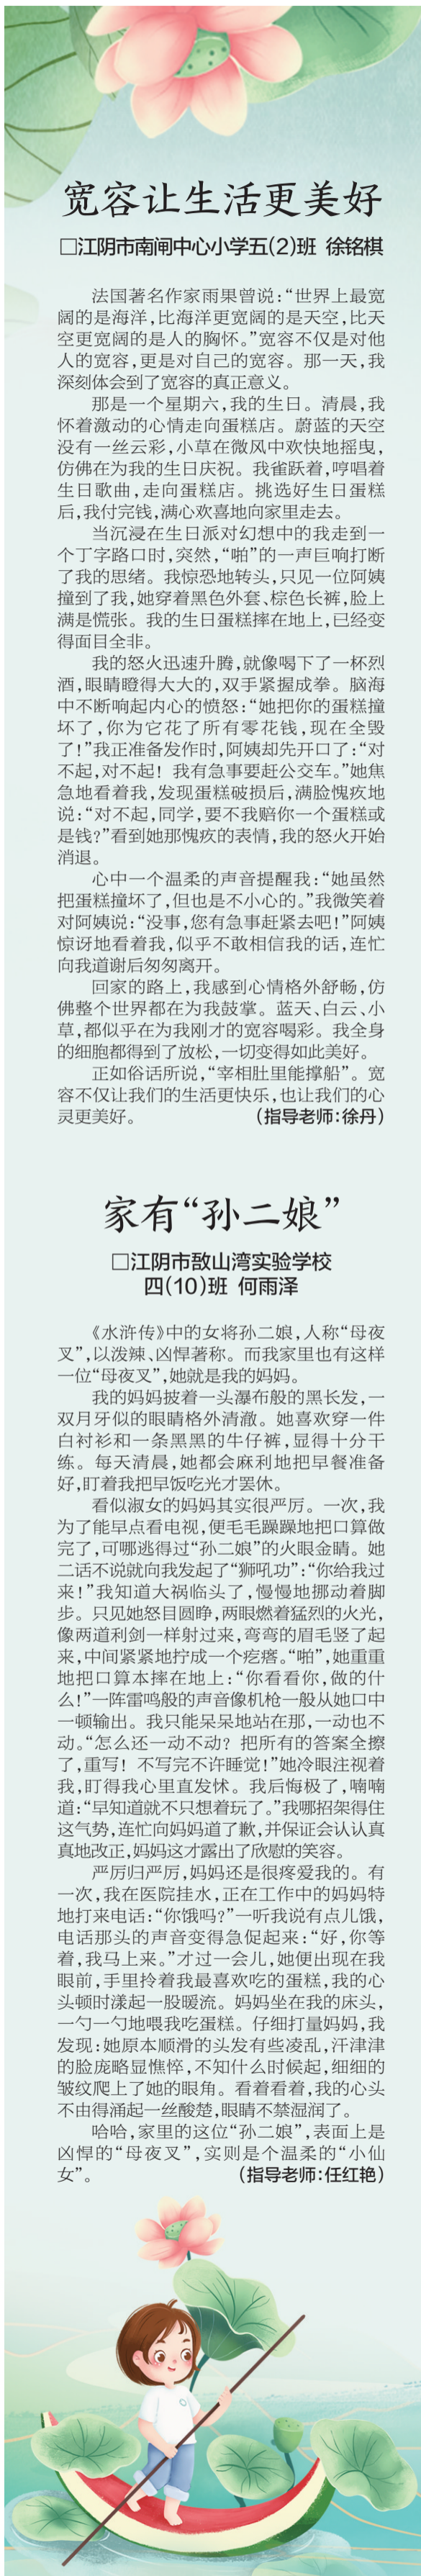 宽容让生活更美好
□江阴市南闸中心小学五(2)班 徐铭棋
法国著名作家雨果曾说：“世界上最宽
阔的是海洋，比海洋更宽阔的是天空，比天
空更宽阔的是人的胸怀。”宽容不仅是对他
人的宽容，更是对自己的宽容。那一天，我
深刻体会到了宽容的真正意义。
那是一个星期六，我的生日。清晨，我
怀着激动的心情走向蛋糕店。蔚蓝的天空
没有一丝云彩，小草在微风中欢快地摇曳，
仿佛在为我的生日庆祝。我雀跃着，哼唱着
生日歌曲，走向蛋糕店。挑选好生日蛋糕
后，我付完钱，满心欢喜地向家里走去。
当沉浸在生日派对幻想中的我走到一
个丁字路口时，突然，“啪”的一声巨响打断
了我的思绪。我惊恐地转头，只见一位阿姨
撞到了我，她穿着黑色外套、棕色长裤，脸上
满是慌张。我的生日蛋糕摔在地上，已经变
得面目全非。
我的怒火迅速升腾，就像喝下了一杯烈
酒，眼睛瞪得大大的，双手紧握成拳。脑海
中不断响起内心的愤怒：“她把你的蛋糕撞
坏了，你为它花了所有零花钱，现在全毁
了！”我正准备发作时，阿姨却先开口了：“对
不起，对不起！我有急事要赶公交车。”她焦
急地看着我，发现蛋糕破损后，满脸愧疚地
说：“对不起，同学，要不我赔你一个蛋糕或
是钱？”看到她那愧疚的表情，我的怒火开始
消退。
心中一个温柔的声音提醒我：“她虽然
把蛋糕撞坏了，但也是不小心的。”我微笑着
对阿姨说：“没事，您有急事赶紧去吧！”阿姨
惊讶地看着我，似乎不敢相信我的话，连忙
向我道谢后匆匆离开。
回家的路上，我感到心情格外舒畅，仿
佛整个世界都在为我鼓掌。蓝天、白云、小
草，都似乎在为我刚才的宽容喝彩。我全身
的细胞都得到了放松，一切变得如此美好。
正如俗话所说，“宰相肚里能撑船”。宽
容不仅让我们的生活更快乐，也让我们的心
灵更美好。 （指导老师：徐丹）
家有“孙二娘”
□江阴市敔山湾实验学校
四(10)班 何雨泽
《水浒传》中的女将孙二娘，人称“母夜
叉”，以泼辣、凶悍著称。而我家里也有这样
一位“母夜叉”，她就是我的妈妈。
我的妈妈披着一头瀑布般的黑长发，一
双月牙似的眼睛格外清澈。她喜欢穿一件
白衬衫和一条黑黑的牛仔裤，显得十分干
练。每天清晨，她都会麻利地把早餐准备
好，盯着我把早饭吃光才罢休。
看似淑女的妈妈其实很严厉。一次，我
为了能早点看电视，便毛毛躁躁地把口算做
完了，可哪逃得过“孙二娘”的火眼金睛。她
二话不说就向我发起了“狮吼功”：“你给我过
来！”我知道大祸临头了，慢慢地挪动着脚
步。只见她怒目圆睁，两眼燃着猛烈的火光，
像两道利剑一样射过来，弯弯的眉毛竖了起
来，中间紧紧地拧成一个疙瘩。“啪”，她重重
地把口算本摔在地上：“你看看你，做的什
么！”一阵雷鸣般的声音像机枪一般从她口中
一顿输出。我只能呆呆地站在那，一动也不
动。“怎么还一动不动？把所有的答案全擦
了，重写！不写完不许睡觉！”她冷眼注视着
我，盯得我心里直发怵。我后悔极了，喃喃
道：“早知道就不只想着玩了。”我哪招架得住
这气势，连忙向妈妈道了歉，并保证会认认真
真地改正，妈妈这才露出了欣慰的笑容。
严厉归严厉，妈妈还是很疼爱我的。有
一次，我在医院挂水，正在工作中的妈妈特
地打来电话：“你饿吗？”一听我说有点儿饿，
电话那头的声音变得急促起来：“好，你等
着，我马上来。”才过一会儿，她便出现在我
眼前，手里拎着我最喜欢吃的蛋糕，我的心
头顿时漾起一股暖流。妈妈坐在我的床头，
一勺一勺地喂我吃蛋糕。仔细打量妈妈，我
发现：她原本顺滑的头发有些凌乱，汗津津
的脸庞略显憔悴，不知什么时候起，细细的
皱纹爬上了她的眼角。看着看着，我的心头
不由得涌起一丝酸楚，眼睛不禁湿润了。
哈哈，家里的这位“孙二娘”，表面上是
凶悍的“母夜叉”，实则是个温柔的“小仙
女”。 （指导老师：任红艳）